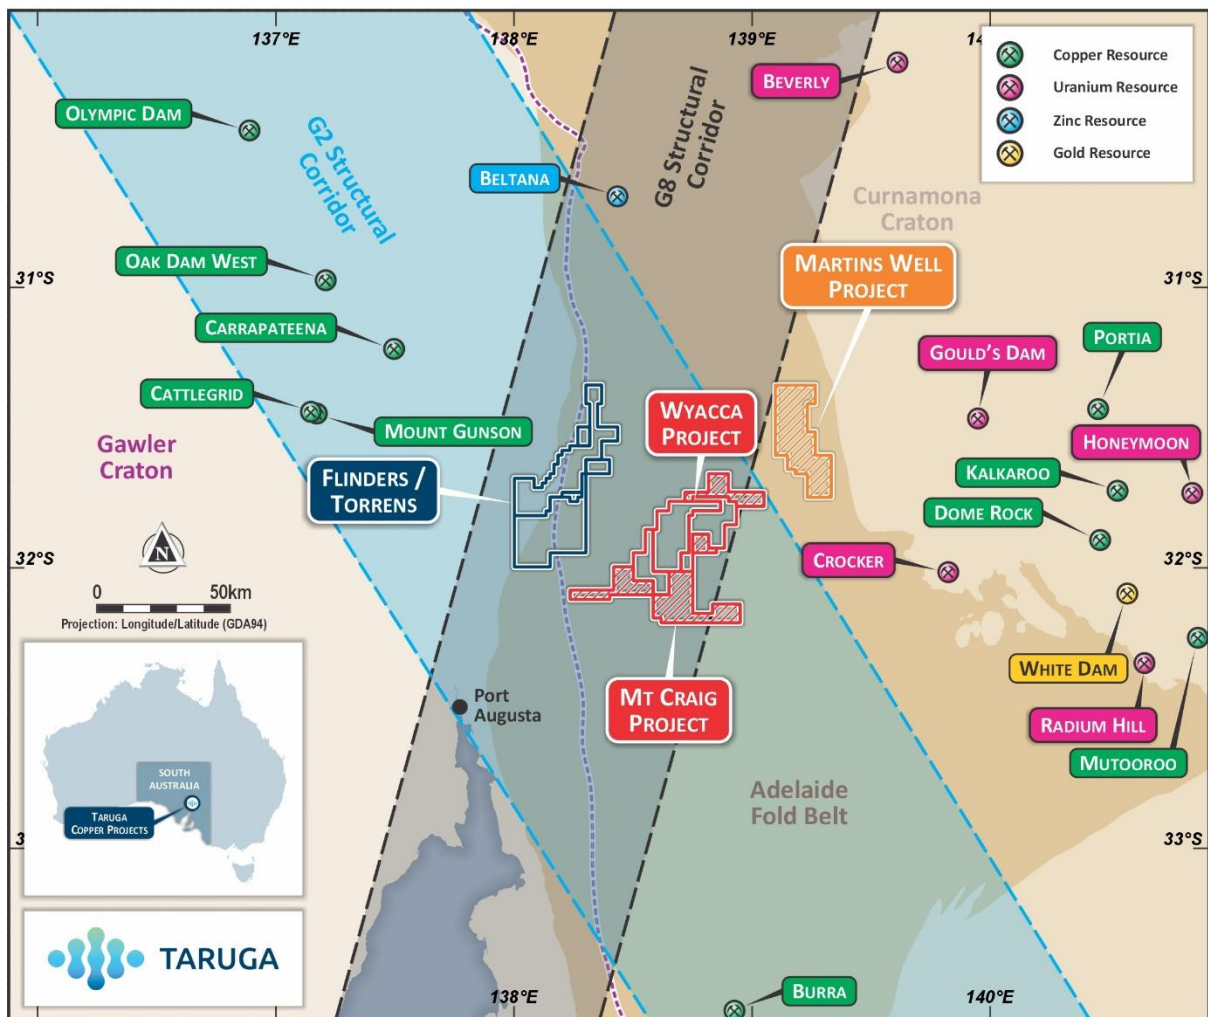 137°E
138°E
139°E
14
Copper Resource
Uranium Resource
Zinc Resource
Gold Resource
BEVERLY
OLYMPIC DAM
G2 Structural
Corridor
BELTANA
G8 Structural
Corridor
Curnamona
Craton
OAK DAM WEST
31°S
MARTINS WELL
PROJECT
31°S
CARRAPATEENA
GOULD'S DAM
PORTIA
CATTLEGRID
MOUNT GUNSON
WYACCA
PROJECT
HONEYMOON
Gawler
Craton
FLINDERS /
TORRENS
KALKAROO
DOME ROCK
N
32°S
CROCKER
32°S
0 50km
Projection: Longitude/Latitude (GDA94)
WHITE DAM
MT CRAIG
PROJECT
Port
Augusta
RADIUM HILL
MUTOOROO
SOUTH
AUSTRALIA
TARUGA
COPPER PROJECTS
Adelaide
Fold Belt
3
33°S
TARUGA
138°E
BURRA
140°E